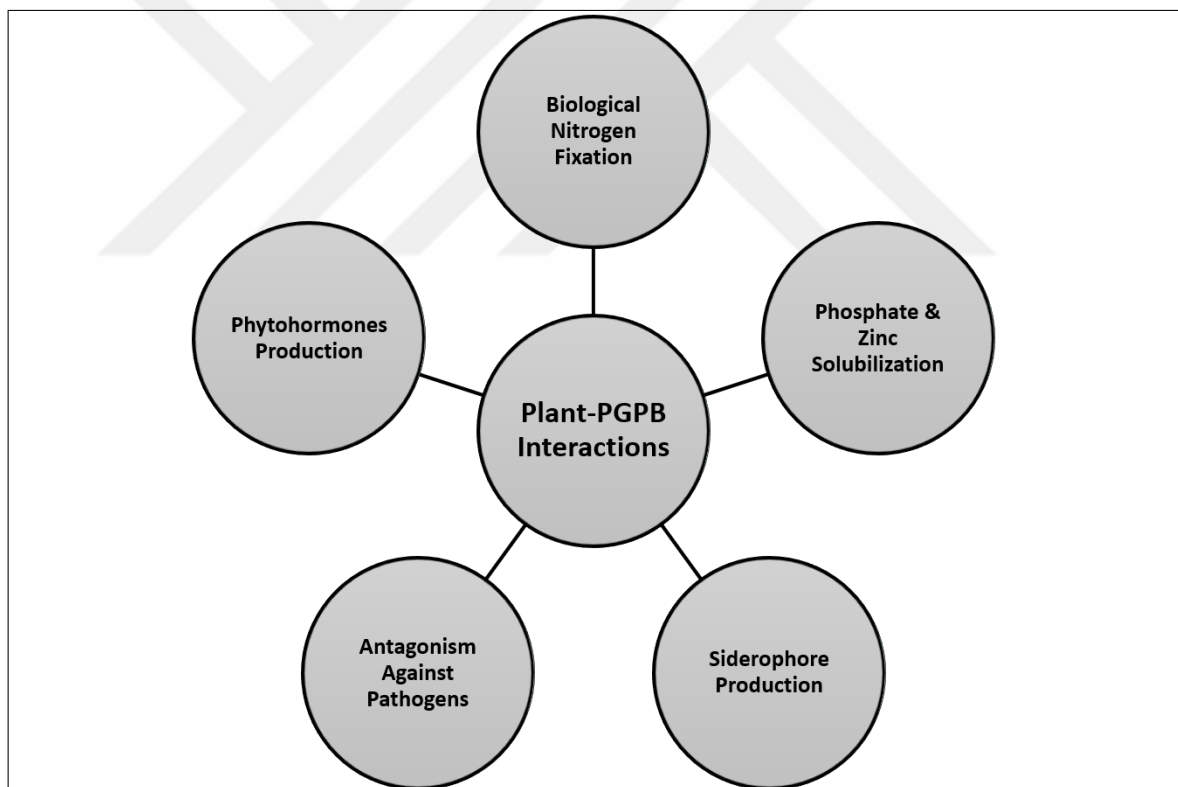 Biological
Nitrogen
Fixation
Phosphate &
Zinc
Solubilization
Phytohormones
Production
Plant-PGPB
Interactions
Antagonism
Against
Pathogens
Siderophore
Production